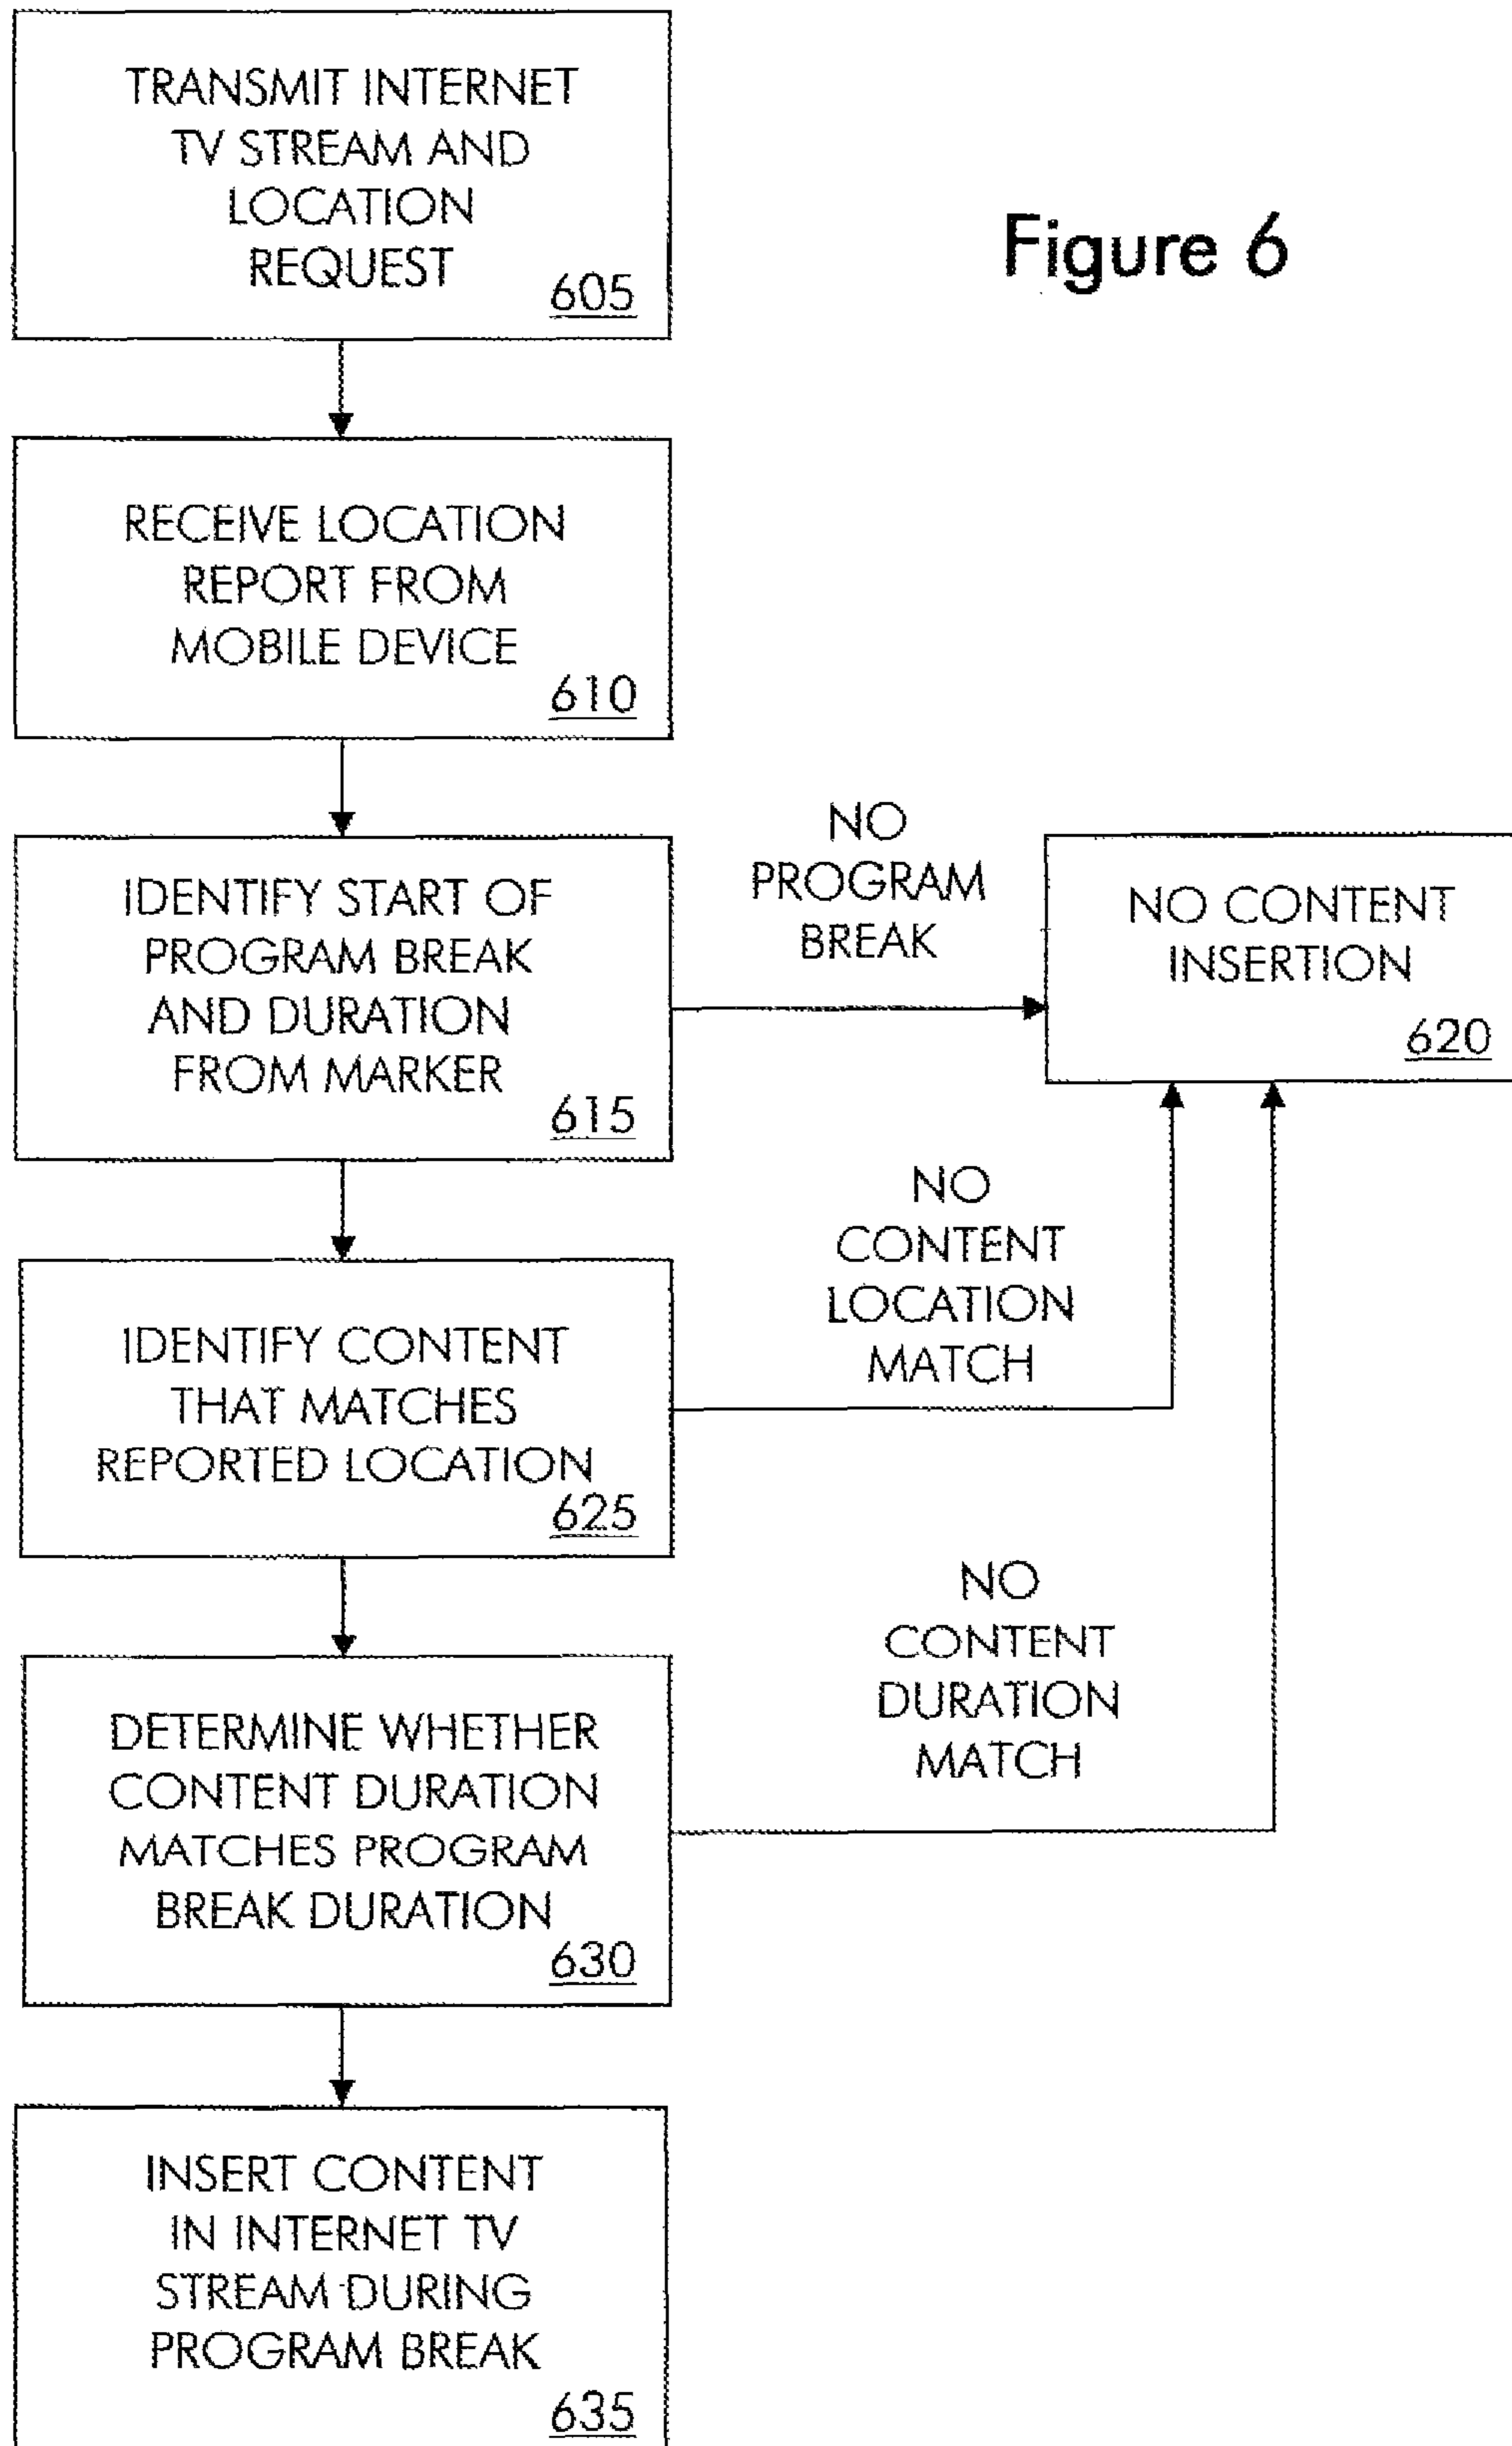 TRANSMIT INTERNET
TV STREAM AND
LOCATION
REQUEST
605
Figure 6
RECEIVE LOCATION
REPORT FROM
MOBILE DEVICE
610
IDENTIFY START OF
PROGRAM BREAK
AND DURATION
FROM MARKER
615
NO
PROGRAM
BREAK
NO CONTENT
INSERTION
620
IDENTIFY CONTENT
THAT MATCHES
REPORTED LOCATION
625
NO
CONTENT
LOCATION
MATCH
DETERMINE WHETHER
CONTENT DURATION
MATCHES PROGRAM
BREAK DURATION
630
NO
CONTENT
DURATION
MATCH
INSERT CONTENT
IN INTERNET TV
STREAM DURING
PROGRAM BREAK
635